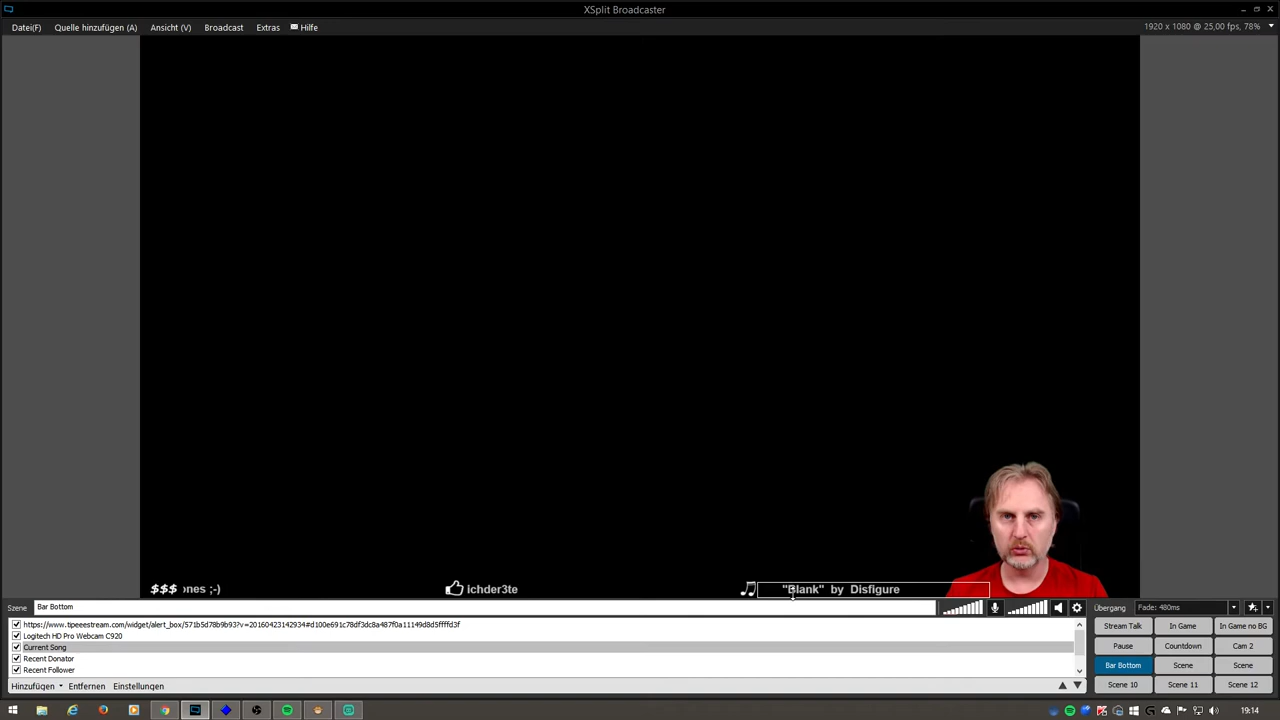 XSplit Broadcaster
Datei(F) Quelle hinzufügen (A) Ansicht (V) Broadcast Extras Hilfe 1920 x 1080 @ 25,00 fps, 78%
$$$ ones ;-) ichder3te "Blank" by Disfigure
Szene Bar Bottom Übergang Fade: 480ms
https://www.tipeeestream.com/widget/alert_box/571b5d78b9b93?v=20160423142934#d100e691c78df3dc8a487f0a11149d8d5ffffd3f
Logitech HD Pro Webcam C920
Current Song
Recent Donator
Recent Follower
Hinzufügen Entfernen Einstellungen
Stream Talk In Game In Game no BG
Pause Countdown Cam 2
Bar Bottom Scene Scene
Scene 10 Scene 11 Scene 12
19:14